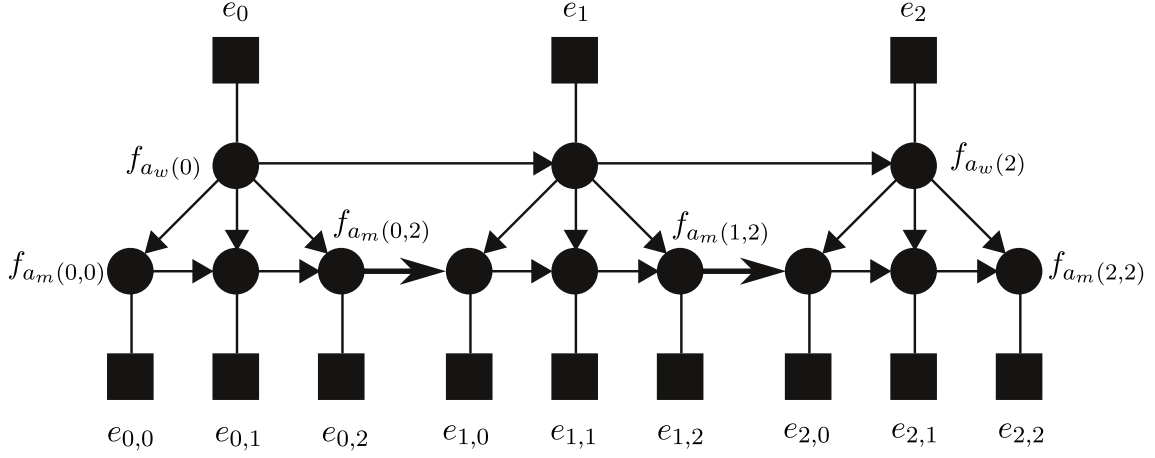 e_0 e_1 e_2
f_{a_w(0)} f_{a_w(2)}
f_{a_m(0,2)} f_{a_m(1,2)}
f_{a_m(0,0)} f_{a_m(2,2)}
e_{0,0} e_{0,1} e_{0,2} e_{1,0} e_{1,1} e_{1,2} e_{2,0} e_{2,1} e_{2,2}